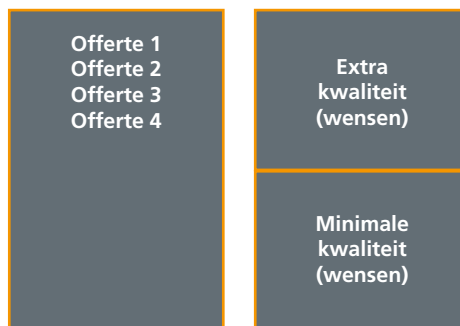 Offerte 1
Offerte 2
Offerte 3
Offerte 4
Extra
kwaliteit
(wensen)
Minimale
kwaliteit
(wensen)